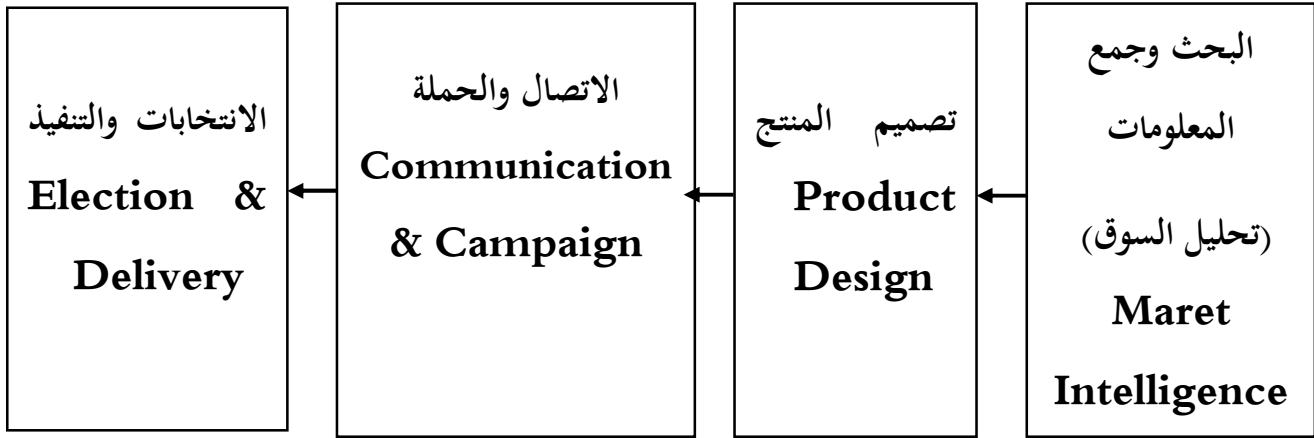 البحث وجمع
المعلومات
(تحليل السوق)
Maret
Intelligence
تصميم المنتج
Product
Design
الاتصال والحملة
Communication
& Campaign
الانتخابات والتنفيذ
Election &
Delivery